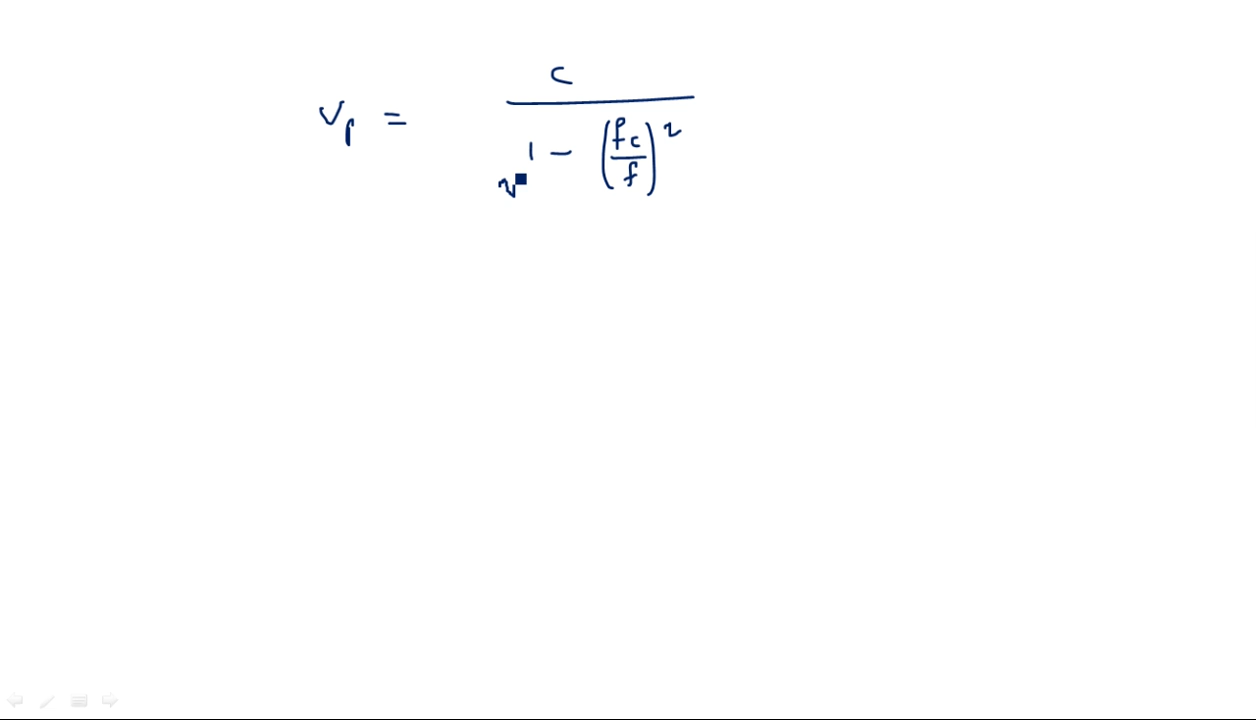 Vp = c / √ 1 - (fc/f)²